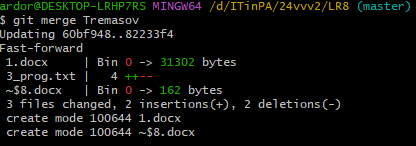 ardor@DESKTOP-LRHP7RS MINGW64 /d/ITinPA/24vvv2/LR8 (master)
$ git merge Tremasov
Updating 60bf948..82233f4
Fast-forward
 1.docx     | Bin 0 -> 31302 bytes
 3_prog.txt |   4 ++--
 ~$8.docx   | Bin 0 -> 162 bytes
 3 files changed, 2 insertions(+), 2 deletions(-)
 create mode 100644 1.docx
 create mode 100644 ~$8.docx